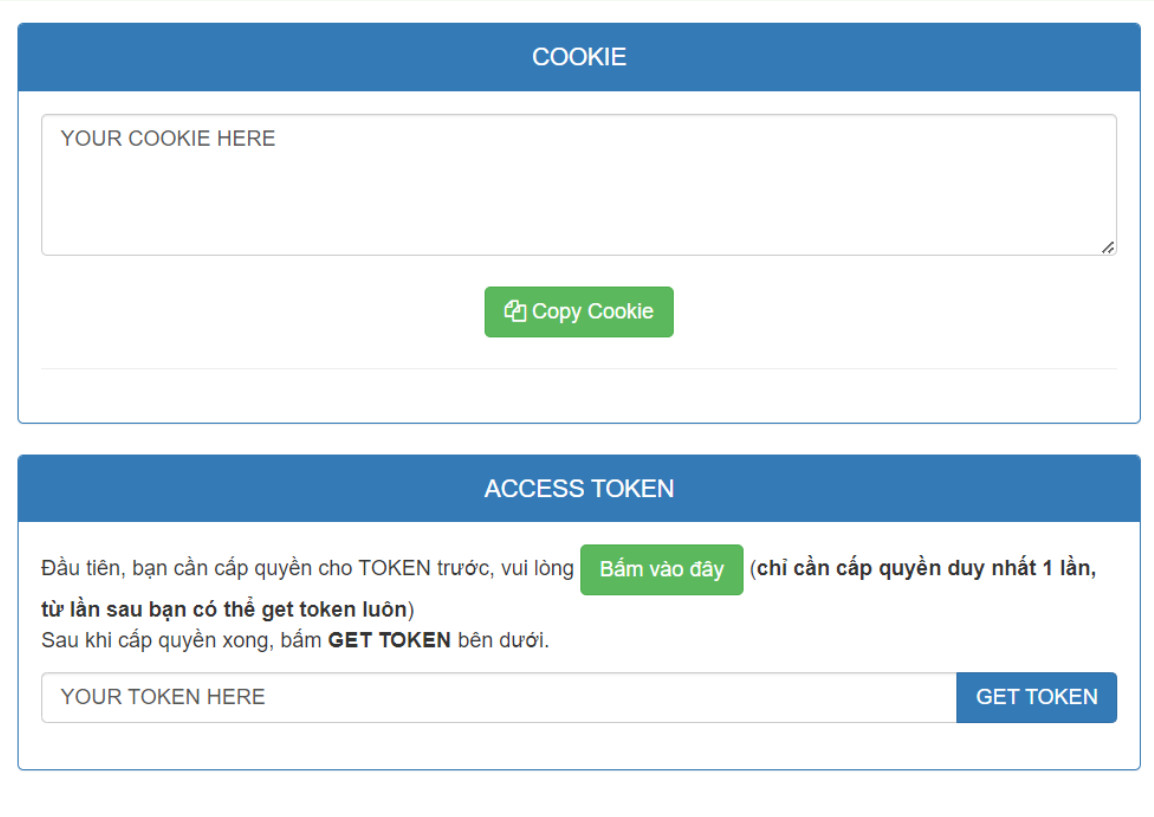 COOKIE
YOUR COOKIE HERE
Copy Cookie
ACCESS TOKEN
Đầu tiên, bạn cần cấp quyền cho TOKEN trước, vui lòng Bấm vào đây (chỉ cần cấp quyền duy nhất 1 lần,
từ lần sau bạn có thể get token luôn)
Sau khi cấp quyền xong, bấm GET TOKEN bên dưới.
YOUR TOKEN HERE GET TOKEN